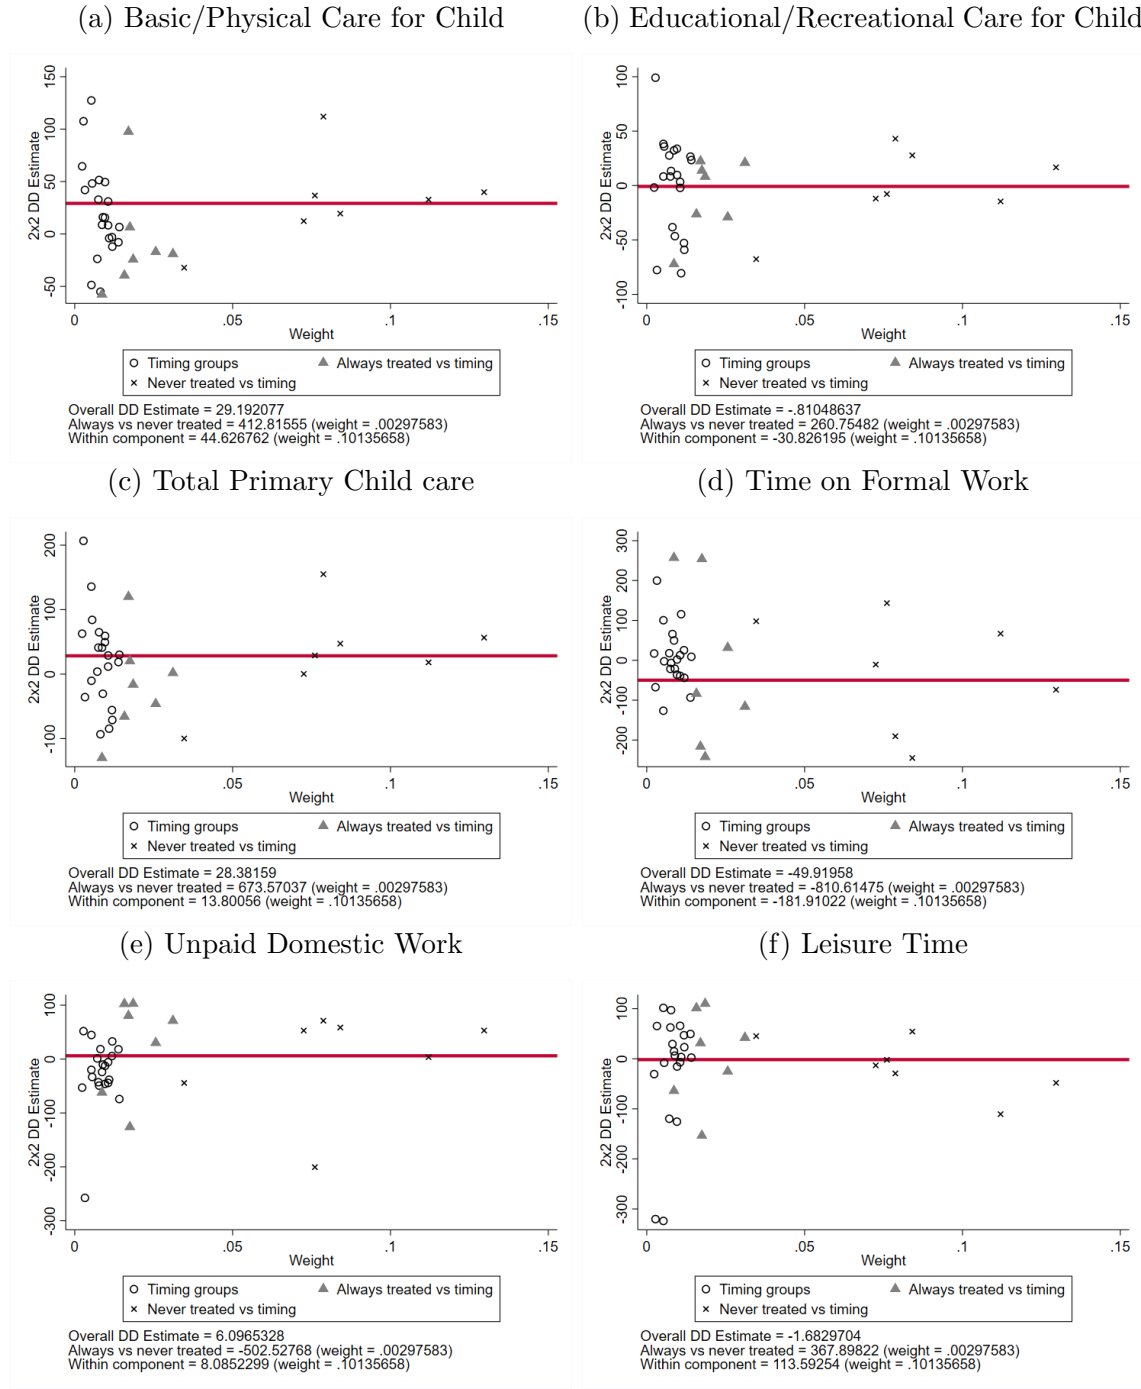 (a) Basic/Physical Care for Child
(b) Educational/Recreational Care for Child
2x2 DD Estimate
150
100
50
0
-50
0 .05 .1 .15
Weight
Timing groups Always treated vs timing
Never treated vs timing
Overall DD Estimate = 29.192077
Always vs never treated = 412.81555 (weight = .00297583)
Within component = 44.626762 (weight = .10135658)
2x2 DD Estimate
100
50
0
-50
-100
0 .05 .1 .15
Weight
Timing groups Always treated vs timing
Never treated vs timing
Overall DD Estimate = -.81048637
Always vs never treated = 260.75482 (weight = .00297583)
Within component = -30.826195 (weight = .10135658)
(c) Total Primary Child care
(d) Time on Formal Work
2x2 DD Estimate
200
100
0
-100
0 .05 .1 .15
Weight
Timing groups Always treated vs timing
Never treated vs timing
Overall DD Estimate = 28.38159
Always vs never treated = 673.57037 (weight = .00297583)
Within component = 13.80056 (weight = .10135658)
2x2 DD Estimate
300
200
100
0
-100
-200
0 .05 .1 .15
Weight
Timing groups Always treated vs timing
Never treated vs timing
Overall DD Estimate = -49.91958
Always vs never treated = -810.61475 (weight = .00297583)
Within component = -181.91022 (weight = .10135658)
(e) Unpaid Domestic Work
(f) Leisure Time
2x2 DD Estimate
100
0
-100
-200
-300
0 .05 .1 .15
Weight
Timing groups Always treated vs timing
Never treated vs timing
Overall DD Estimate = 6.0965328
Always vs never treated = -502.52768 (weight = .00297583)
Within component = 8.0852299 (weight = .10135658)
2x2 DD Estimate
100
0
-100
-200
-300
0 .05 .1 .15
Weight
Timing groups Always treated vs timing
Never treated vs timing
Overall DD Estimate = -1.6829704
Always vs never treated = 367.89822 (weight = .00297583)
Within component = 113.59254 (weight = .10135658)